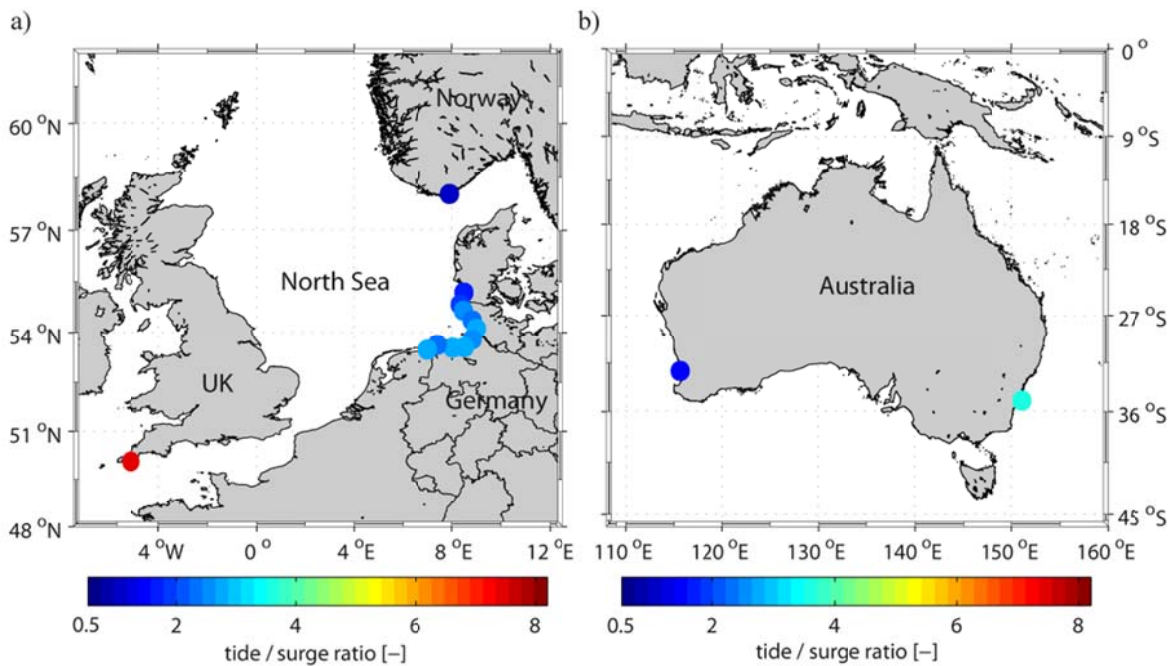 a)
b)
Norway
North Sea
UK
Germany
60 °N
57 °N
54 °N
51 °N
48 °N
4 °W
0 °
4 °E
8 °E
12 °E
0.5
2
4
6
8
tide / surge ratio [–]
Australia
0 °
9 °S
18 °S
27 °S
36 °S
45 °S
108 °E
120 °E
130 °E
140 °E
150 °E
160 °E
0.5
2
4
6
8
tide / surge ratio [–]